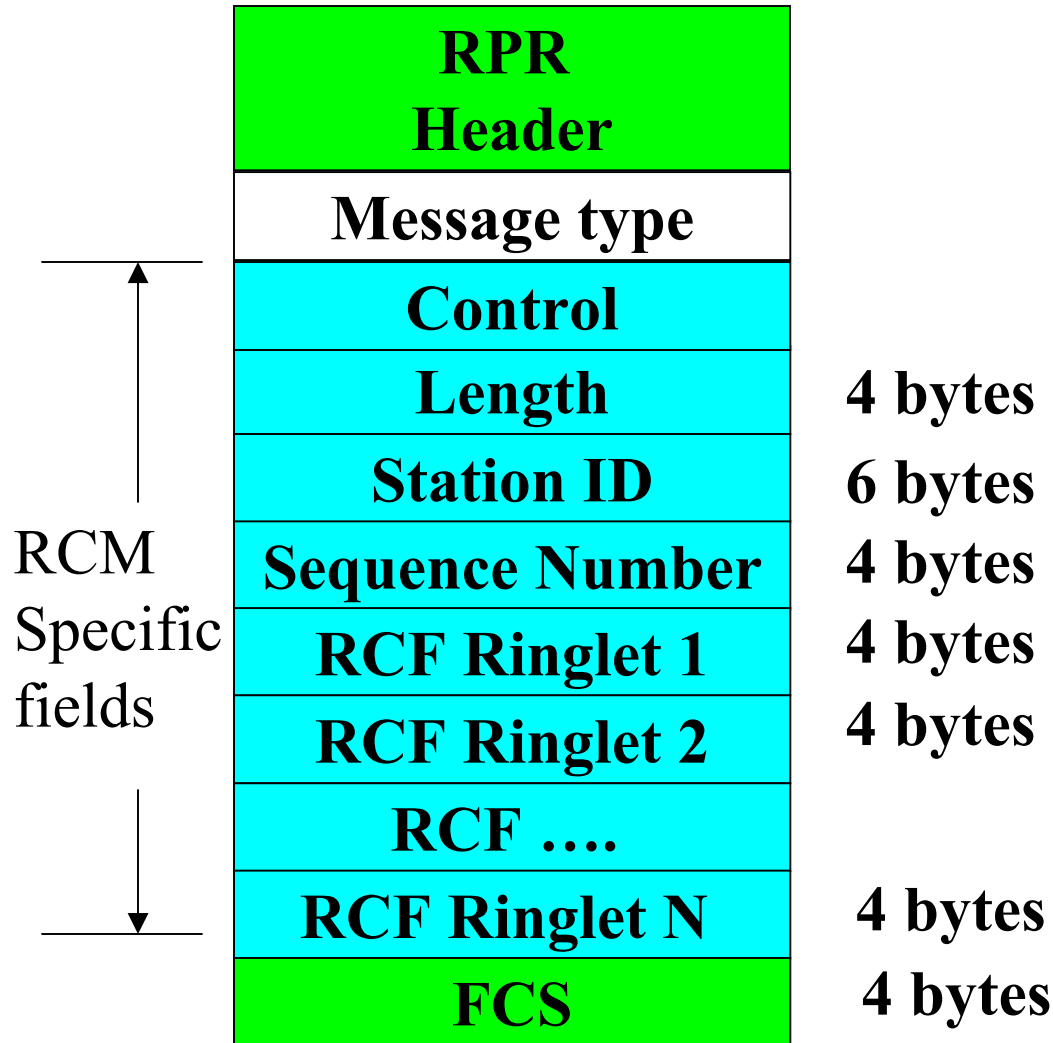 RPR
Header
Message type
Control
Length 4 bytes
Station ID 6 bytes
Sequence Number 4 bytes
RCF Ringlet 1 4 bytes
RCF Ringlet 2 4 bytes
RCF ....
RCF Ringlet N 4 bytes
FCS 4 bytes
RCM
Specific
fields